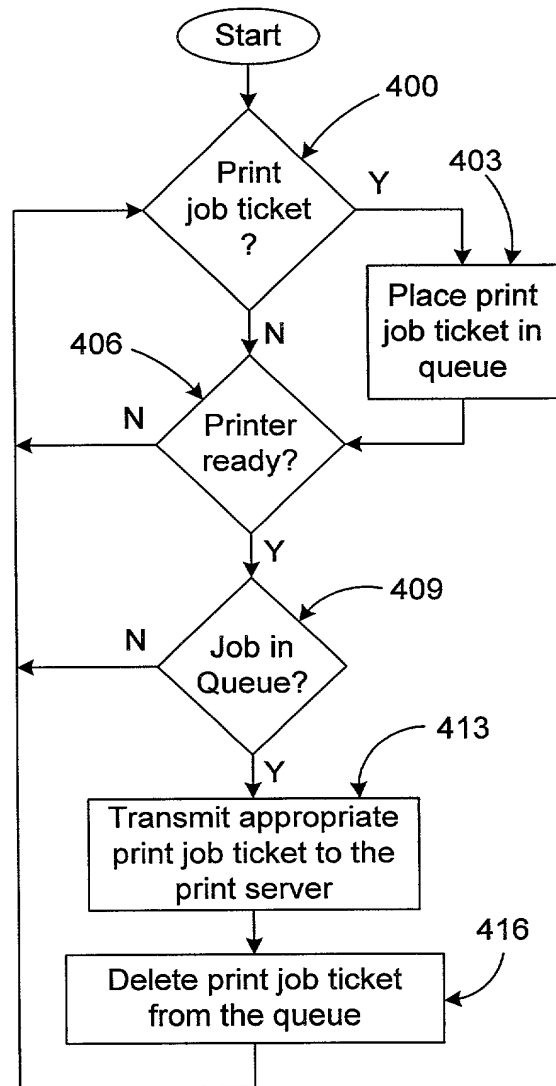 Start
400
Print
job ticket
?
Y
403
Place print
job ticket in
queue
N
406
N
Printer
ready?
Y
409
N
Job in
Queue?
Y
413
Transmit appropriate
print job ticket to the
print server
416
Delete print job ticket
from the queue